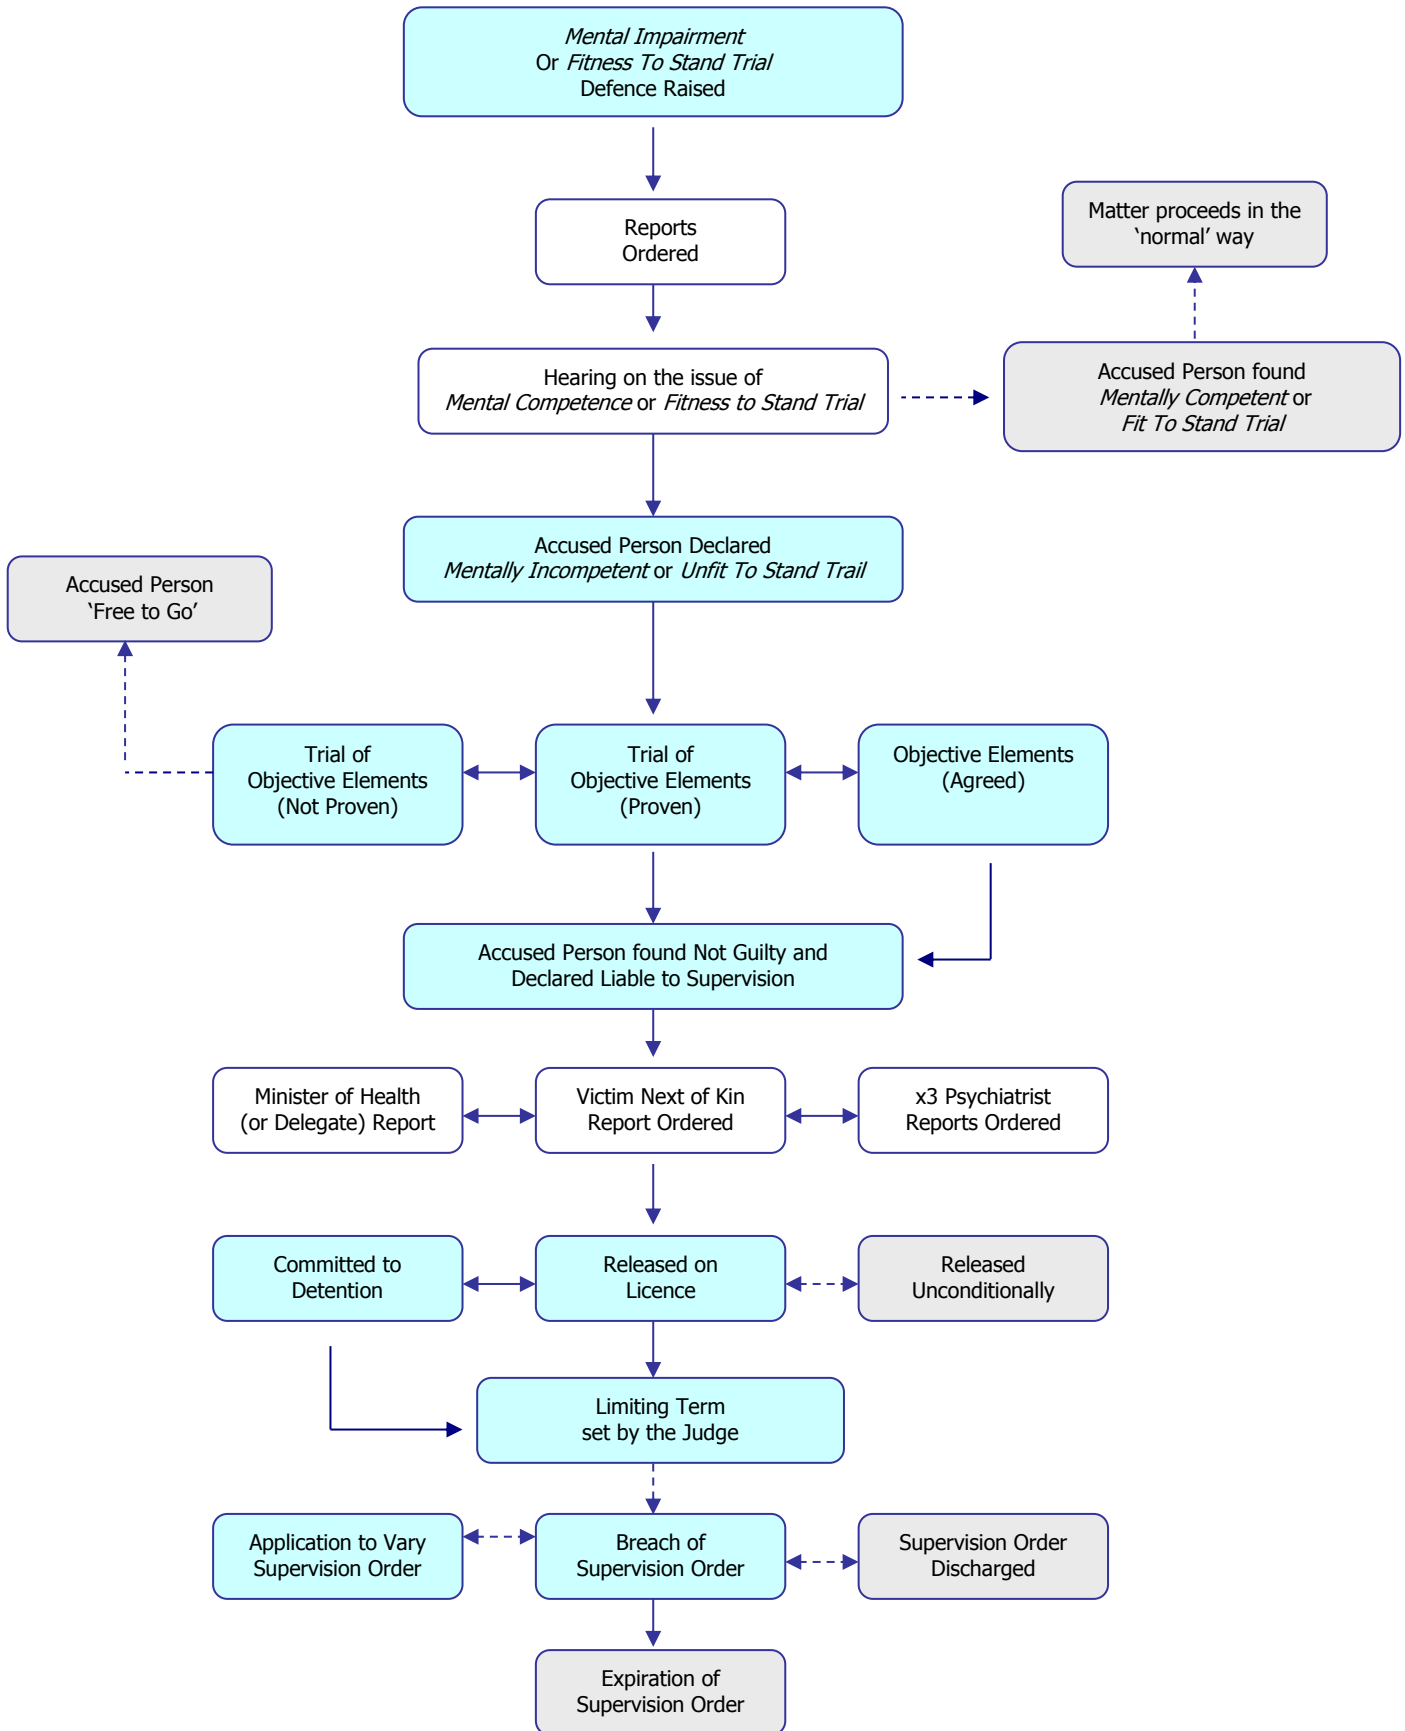 Mental Impairment
Or Fitness To Stand Trial
Defence Raised
Reports
Ordered
Matter proceeds in the
‘normal’ way
Hearing on the issue of
Mental Competence or Fitness to Stand Trial
Accused Person found
Mentally Competent or
Fit To Stand Trial
Accused Person Declared
Mentally Incompetent or Unfit To Stand Trail
Accused Person
‘Free to Go’
Trial of
Objective Elements
(Not Proven)
Trial of
Objective Elements
(Proven)
Objective Elements
(Agreed)
Accused Person found Not Guilty and
Declared Liable to Supervision
Minister of Health
(or Delegate) Report
Victim Next of Kin
Report Ordered
x3 Psychiatrist
Reports Ordered
Committed to
Detention
Released on
Licence
Released
Unconditionally
Limiting Term
set by the Judge
Application to Vary
Supervision Order
Breach of
Supervision Order
Supervision Order
Discharged
Expiration of
Supervision Order